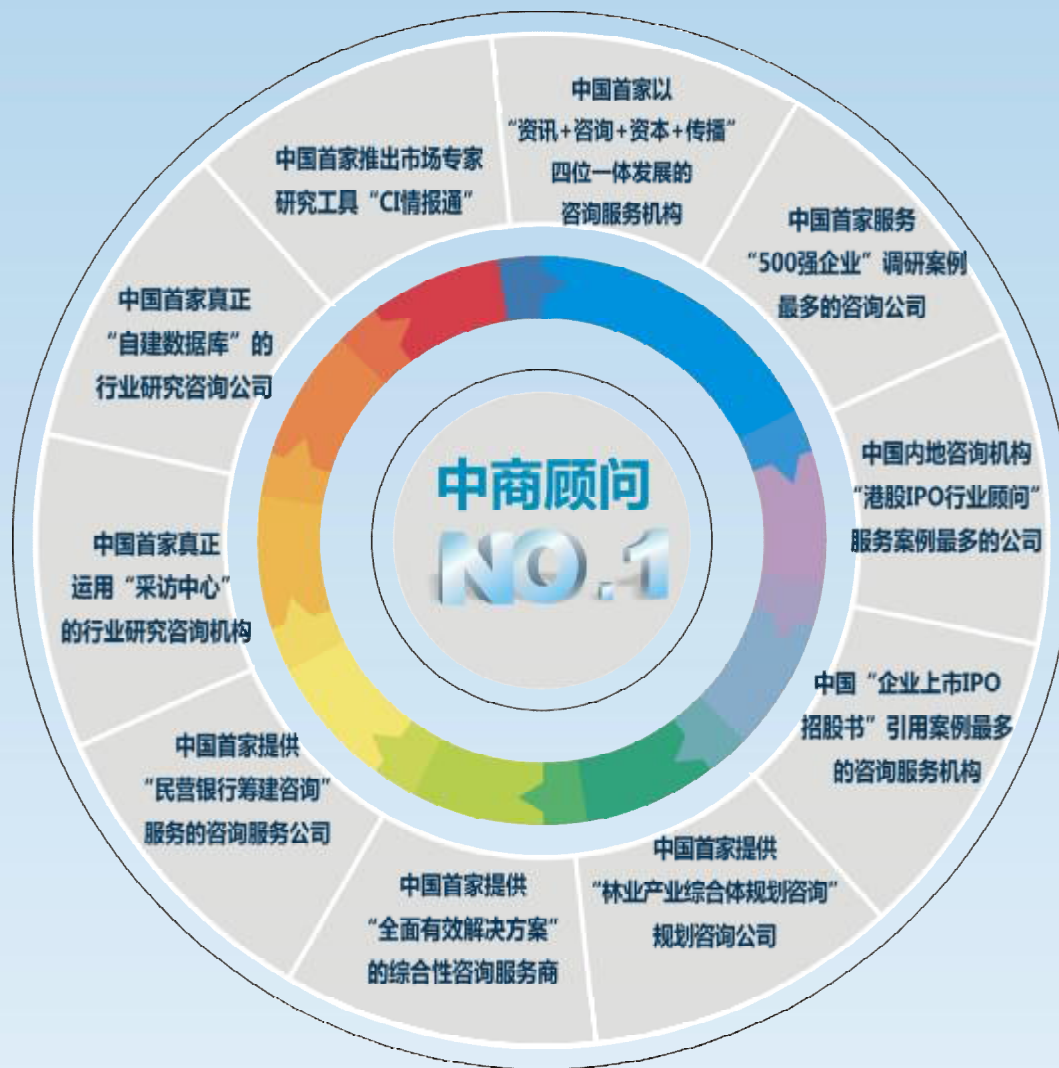 中国首家以
“资讯+咨询+资本+传播”
四位一体发展的
咨询服务机构
中国首家服务
“500强企业”调研案例
最多的咨询公司
中国内地咨询机构
“港股IPO行业顾问”
服务案例最多的公司
中国“企业上市IPO
招股书”引用案例最多
的咨询服务机构
中国首家提供
“林业产业综合体规划咨询”
规划咨询公司
中国首家提供
“全面有效解决方案”
的综合性咨询服务商
中国首家提供
“民营银行筹建咨询”
服务的咨询服务公司
中国首家真正
运用“采访中心”
的行业研究咨询机构
中国首家真正
“自建数据库”的
行业研究咨询公司
中国首家推出市场专家
研究工具“CI情报通”
中商顾问
NO.1